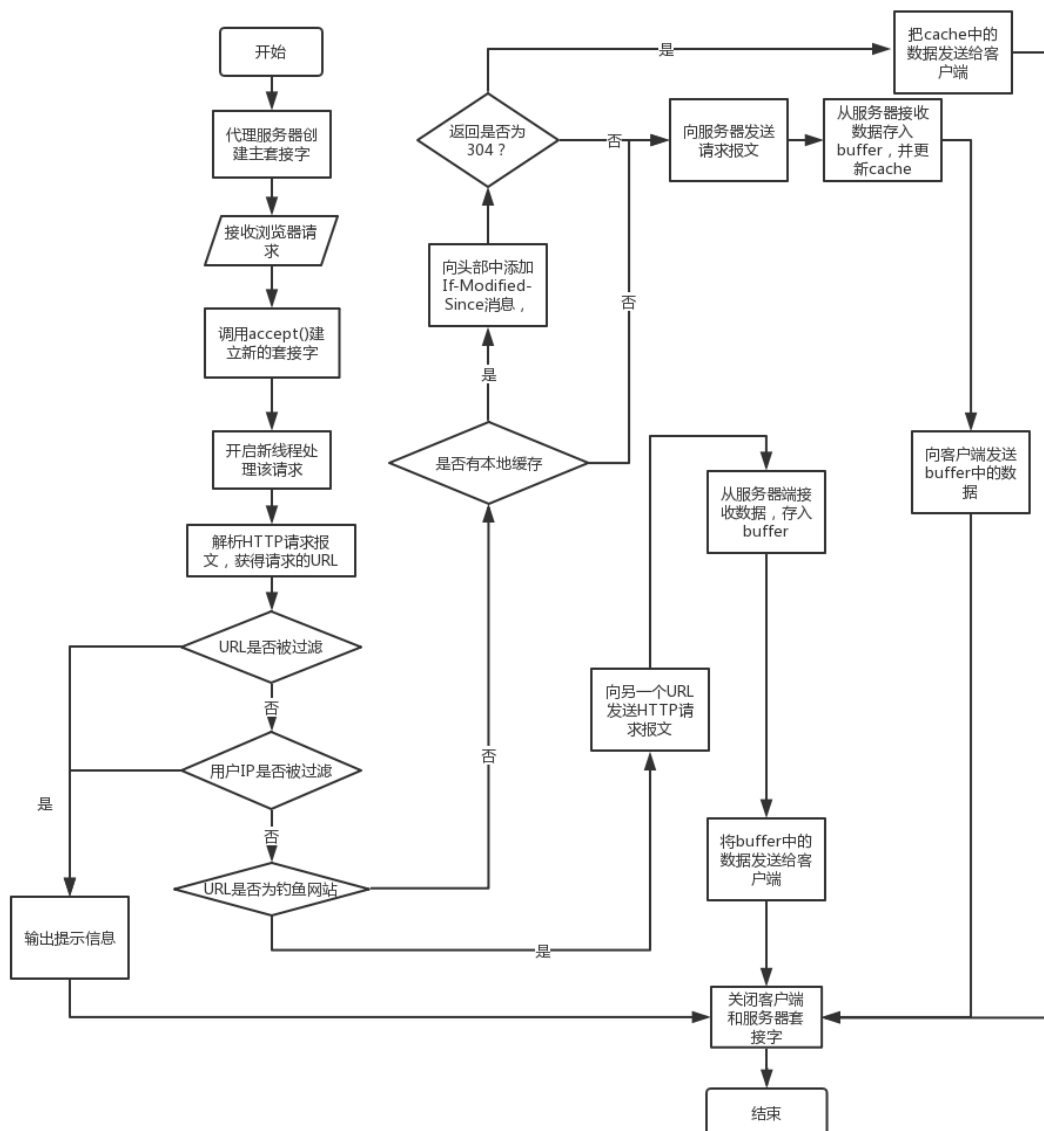 开始
代理服务器创
建主套接字
接收浏览器请
求
调用accept()建
立新的套接字
开启新线程处
理该请求
解析HTTP请求报
文，获得请求的URL
URL是否被过滤
否
用户IP是否被过滤
是
否
URL是否为钓鱼网站
输出提示信息
是
否
是否有本地缓存
是
否
向头部中添加
If-Modified-
Since消息，
返回是否为
304？
是
否
把cache中的
数据发送给客
户端
向服务器发送
请求报文
从服务器接收
数据存入
buffer，并更
新cache
向客户端发送
buffer中的数
据
向另一个URL
发送HTTP请
求报文
从服务器端接
收数据，存入
buffer
将buffer中的
数据发送给客
户端
关闭客户端
和服务器套
接字
结束